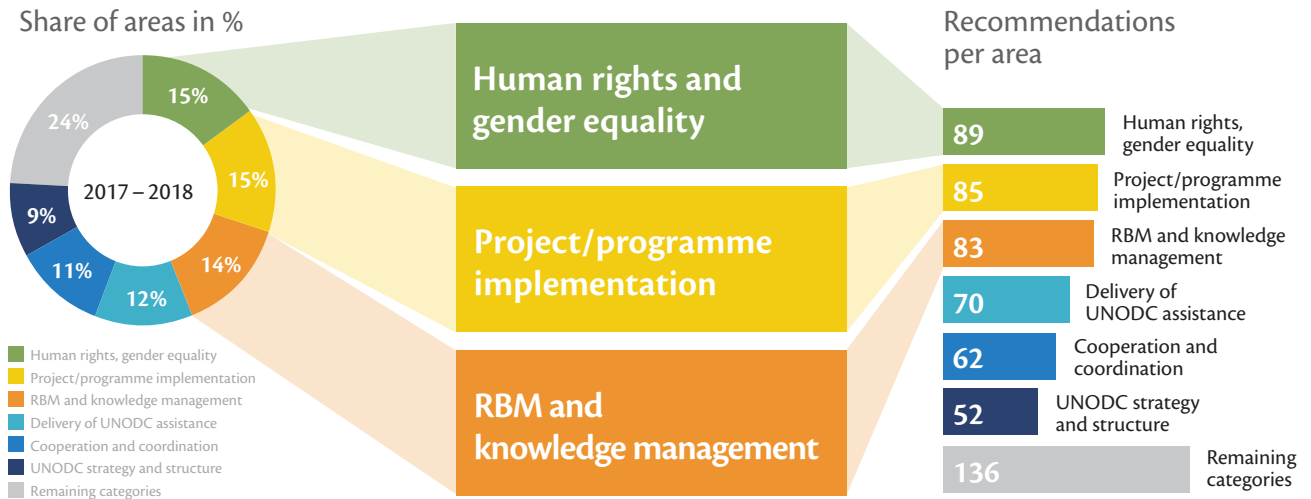 Share of areas in %
15%
15%
14%
12%
11%
9%
24%
2017 – 2018
Human rights, gender equality
Project/programme implementation
RBM and knowledge management
Delivery of UNODC assistance
Cooperation and coordination
UNODC strategy and structure
Remaining categories
Human rights and
gender equality
Project/programme
implementation
RBM and
knowledge management
Recommendations
per area
89
Human rights,
gender equality
85
Project/programme
implementation
83
RBM and knowledge
management
70
Delivery of
UNODC assistance
62
Cooperation and
coordination
52
UNODC strategy
and structure
136
Remaining
categories